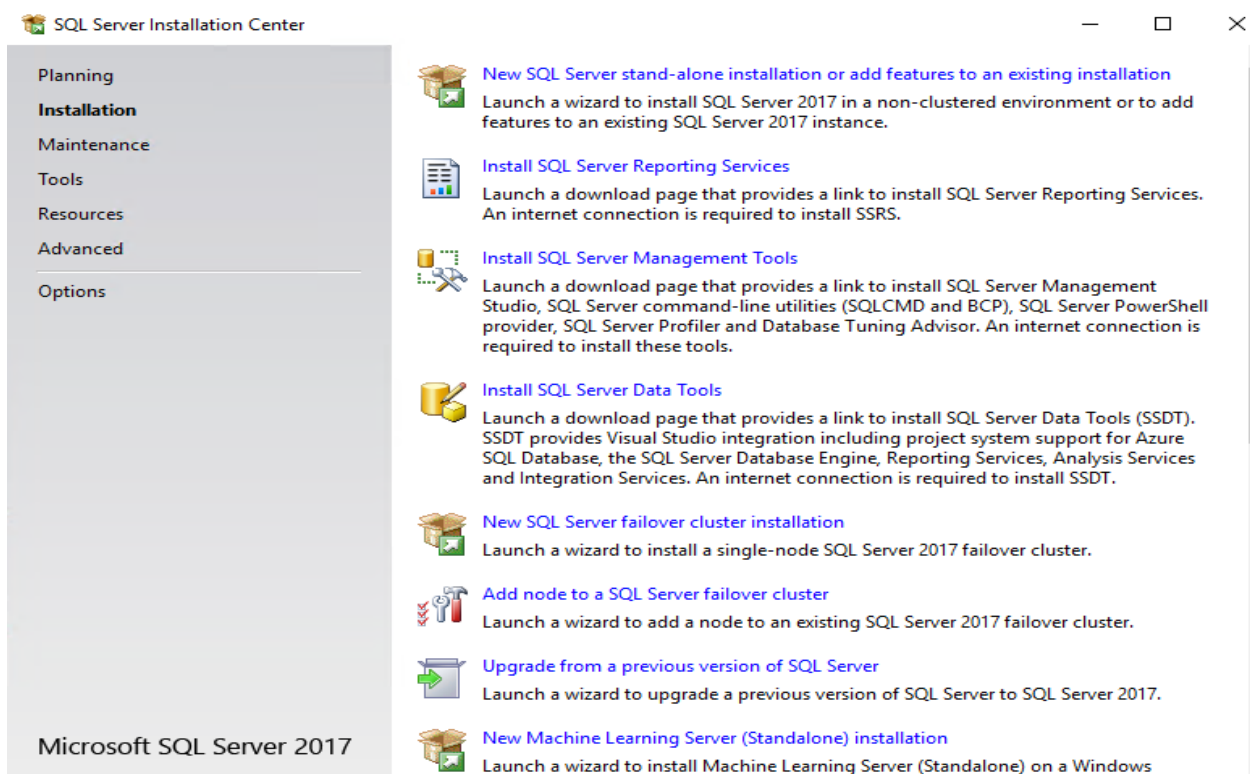 SQL Server Installation Center
Planning
Installation
Maintenance
Tools
Resources
Advanced
Options
Microsoft SQL Server 2017
New SQL Server stand-alone installation or add features to an existing installation
Launch a wizard to install SQL Server 2017 in a non-clustered environment or to add
features to an existing SQL Server 2017 instance.
Install SQL Server Reporting Services
Launch a download page that provides a link to install SQL Server Reporting Services.
An internet connection is required to install SSRS.
Install SQL Server Management Tools
Launch a download page that provides a link to install SQL Server Management
Studio, SQL Server command-line utilities (SQLCMD and BCP), SQL Server PowerShell
provider, SQL Server Profiler and Database Tuning Advisor. An internet connection is
required to install these tools.
Install SQL Server Data Tools
Launch a download page that provides a link to install SQL Server Data Tools (SSDT).
SSDT provides Visual Studio integration including project system support for Azure
SQL Database, the SQL Server Database Engine, Reporting Services, Analysis Services
and Integration Services. An internet connection is required to install SSDT.
New SQL Server failover cluster installation
Launch a wizard to install a single-node SQL Server 2017 failover cluster.
Add node to a SQL Server failover cluster
Launch a wizard to add a node to an existing SQL Server 2017 failover cluster.
Upgrade from a previous version of SQL Server
Launch a wizard to upgrade a previous version of SQL Server to SQL Server 2017.
New Machine Learning Server (Standalone) installation
Launch a wizard to install Machine Learning Server (Standalone) on a Windows